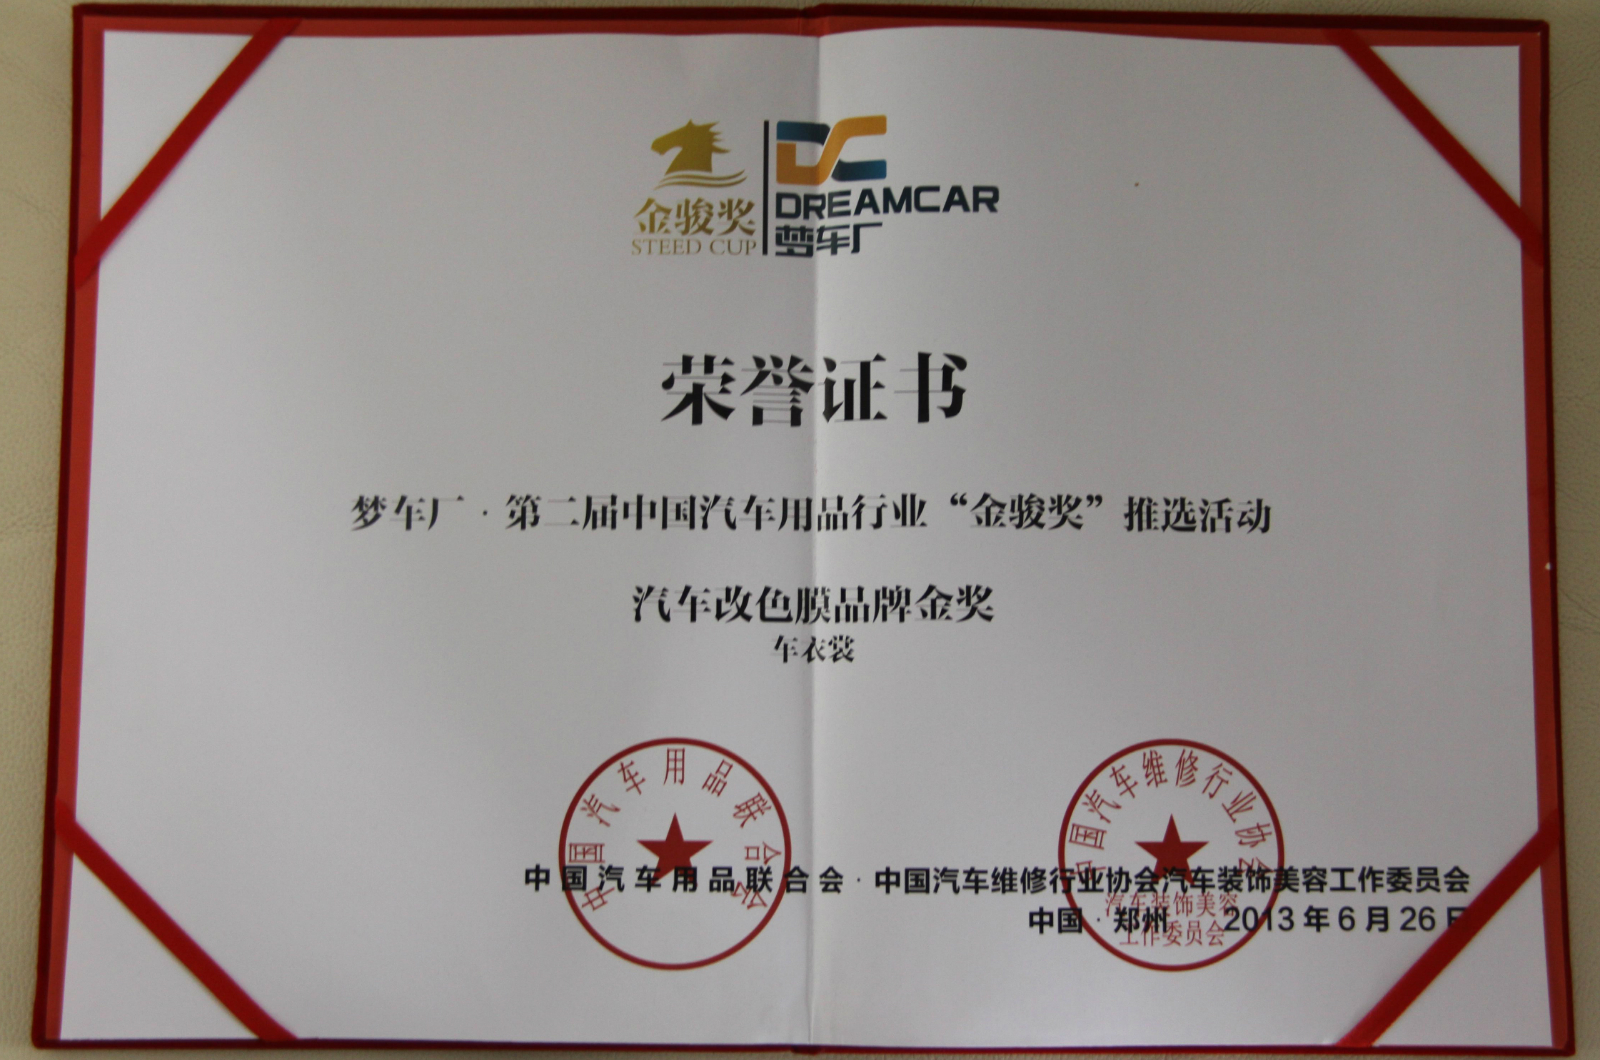 金骏奖
STEED CUP
DC
DREAMCAR
梦车厂
荣誉证书
梦车厂·第二届中国汽车用品行业“金骏奖”推选活动
汽车改色膜品牌金奖
车衣裳
中国汽车用品联合会
中国汽车维修行业协会
汽车装饰美容
工作委员会
中国汽车用品联合会·中国汽车维修行业协会汽车装饰美容工作委员会
中国·郑州 2013年6月26日